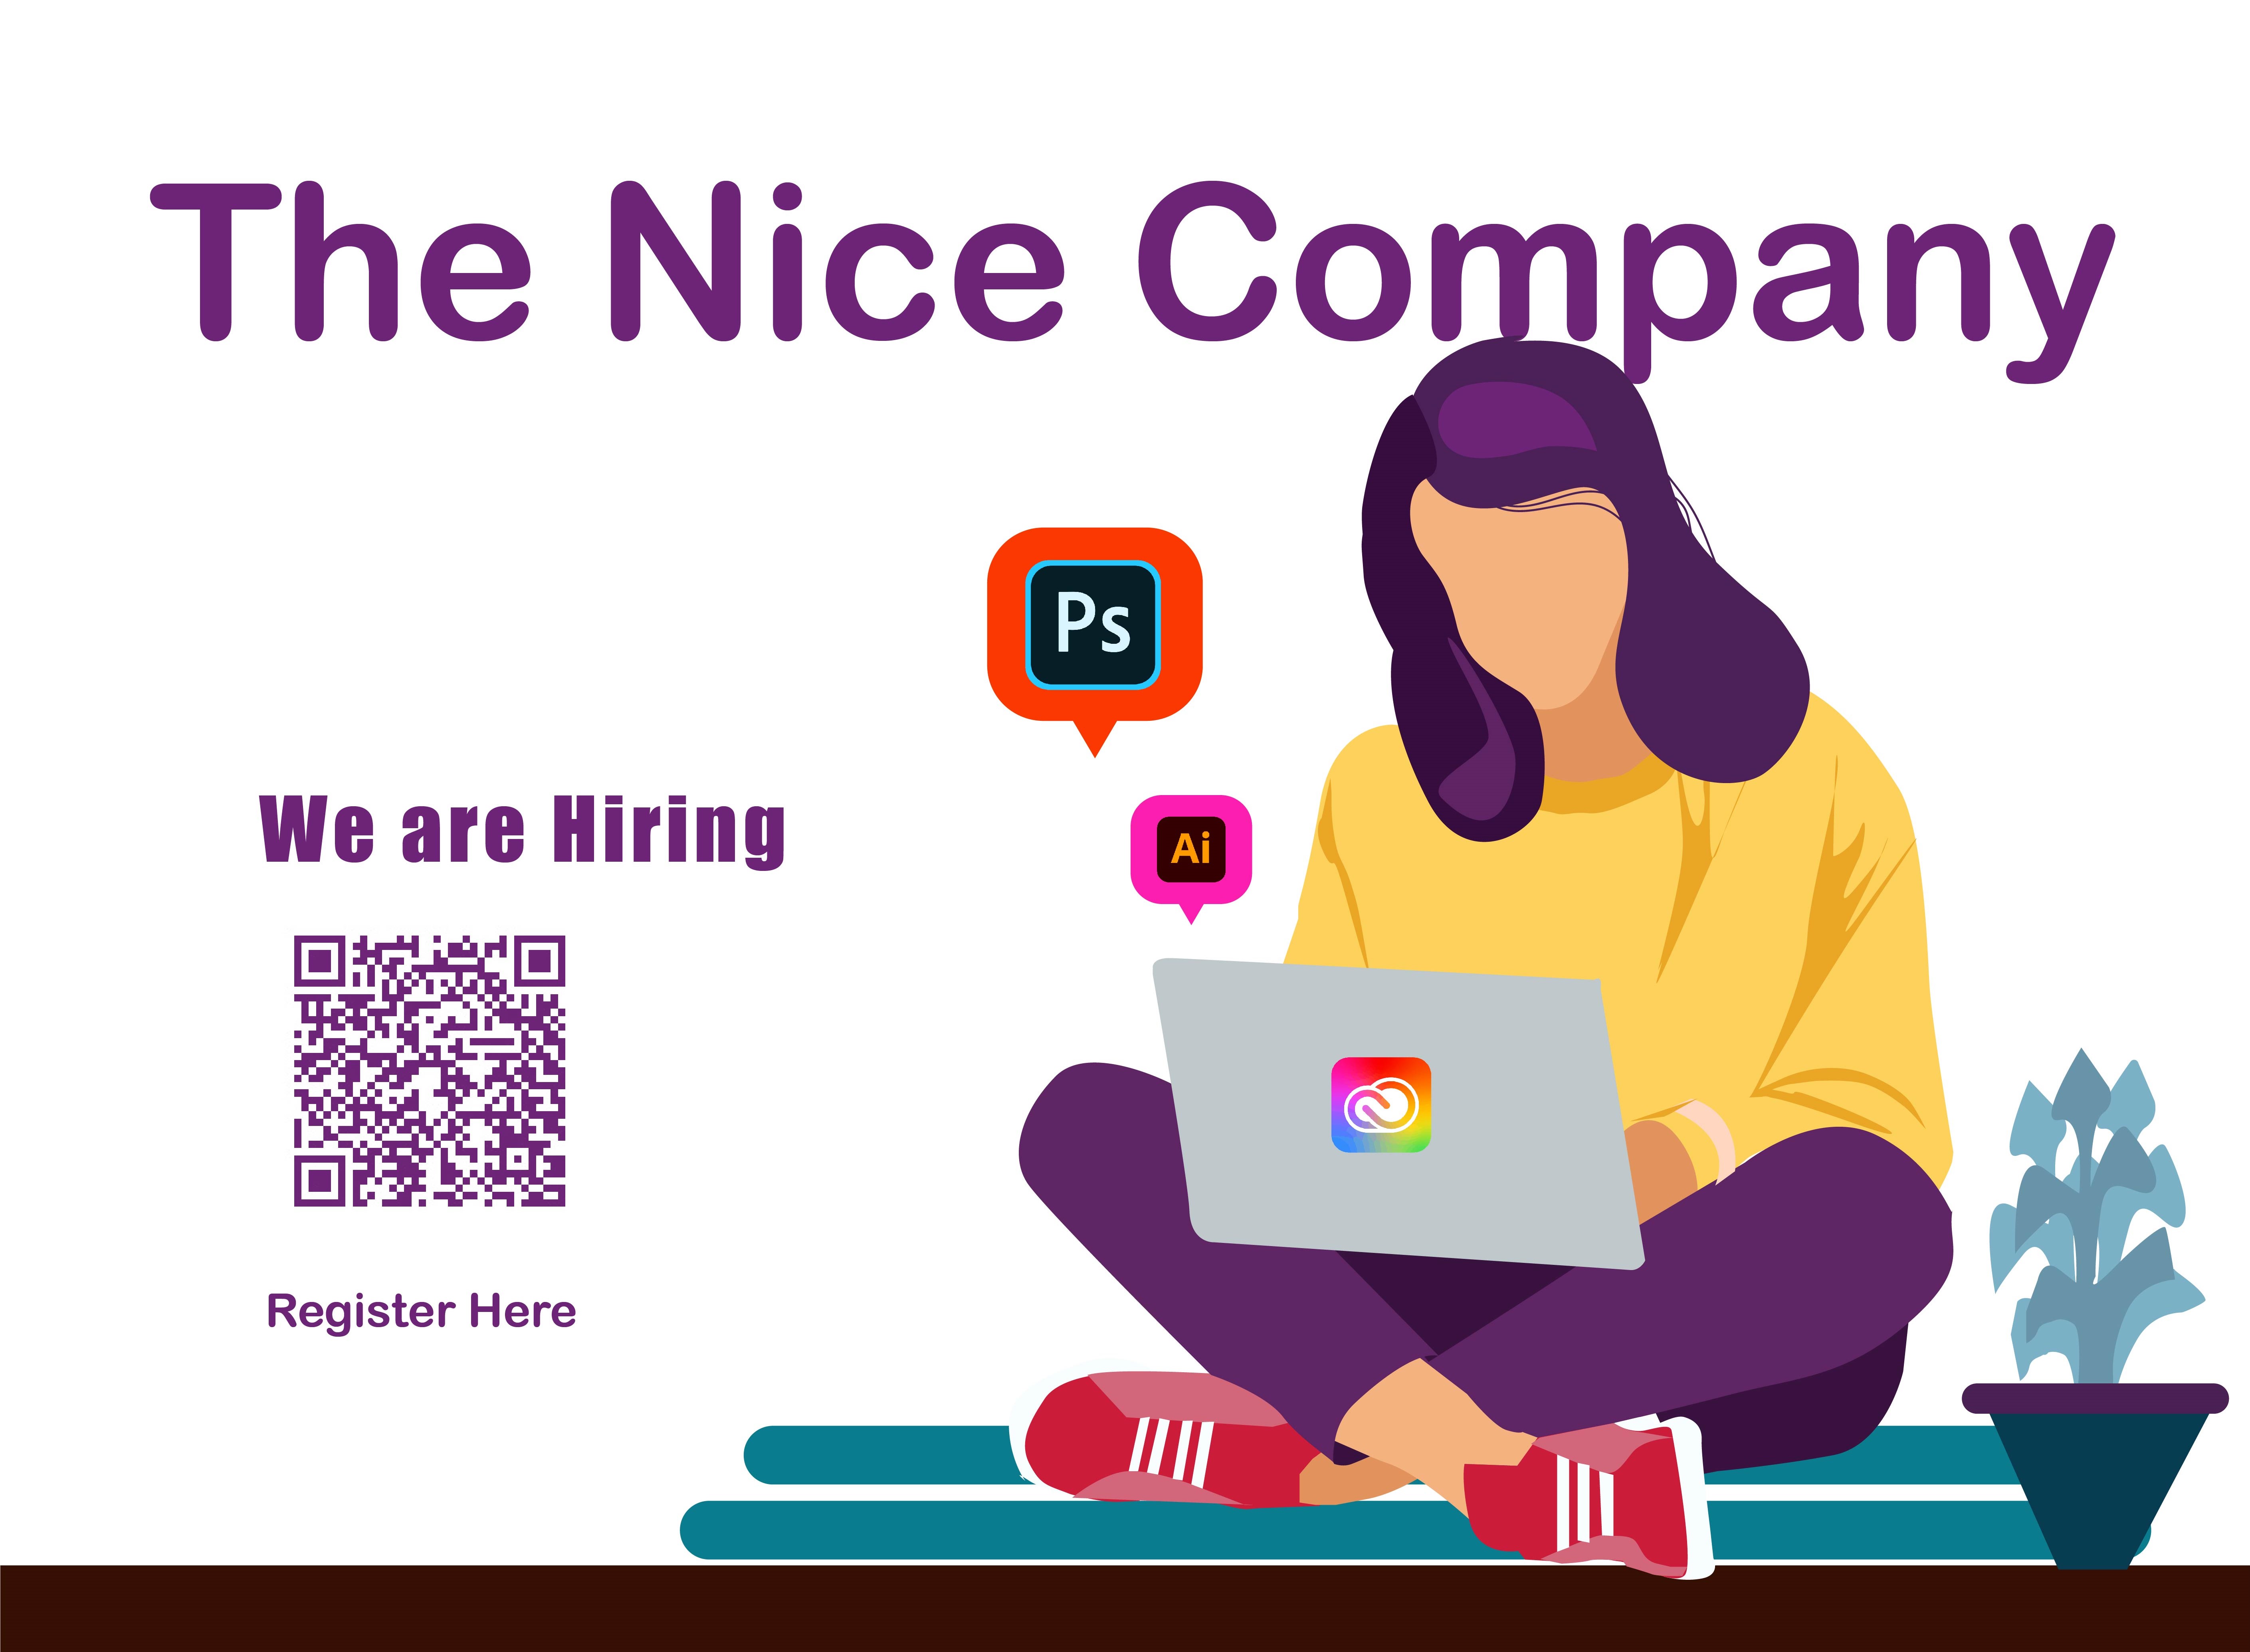 The Nice Company
Ps
We are Hiring
Ai
Register Here